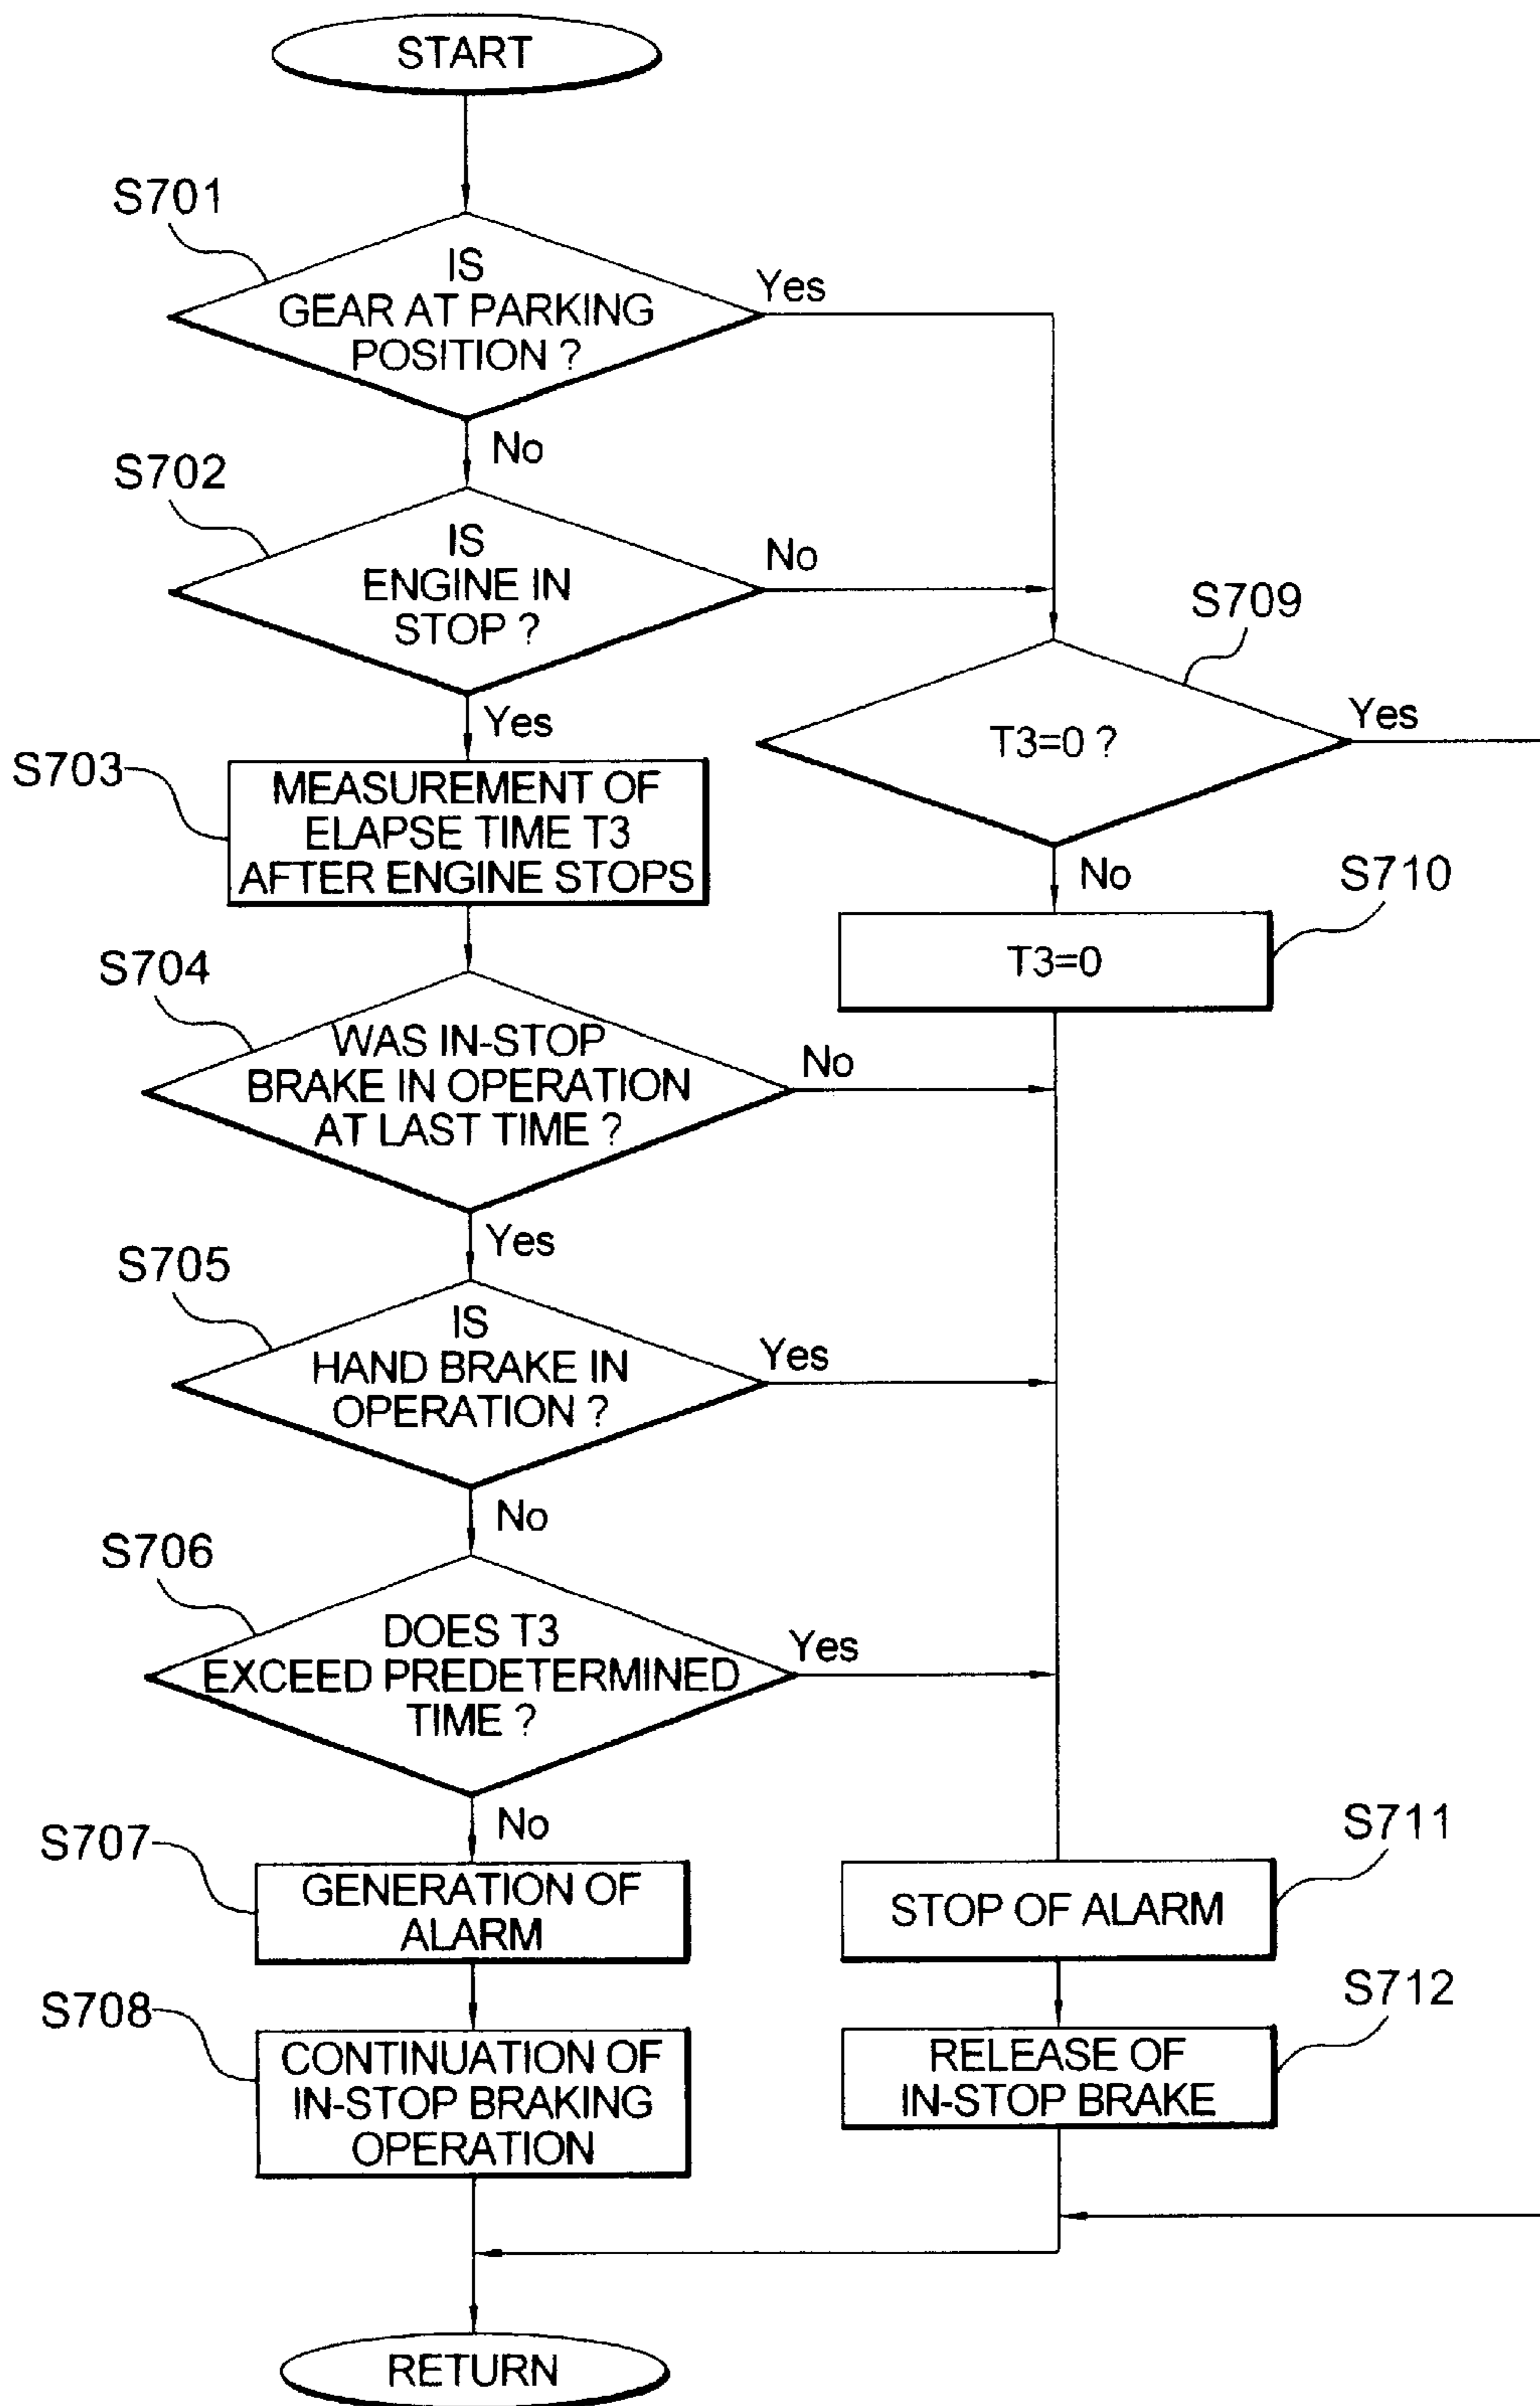 START
S701
IS
GEAR AT PARKING
POSITION ?
Yes
No
S702
IS
ENGINE IN
STOP ?
No
Yes
S709
T3=0 ?
Yes
No
S703
MEASUREMENT OF
ELAPSE TIME T3
AFTER ENGINE STOPS
S710
T3=0
S704
WAS IN-STOP
BRAKE IN OPERATION
AT LAST TIME ?
No
Yes
S705
IS
HAND BRAKE IN
OPERATION ?
Yes
No
S706
DOES T3
EXCEED PREDETERMINED
TIME ?
Yes
No
S707
GENERATION OF
ALARM
S711
STOP OF ALARM
S708
CONTINUATION OF
IN-STOP BRAKING
OPERATION
S712
RELEASE OF
IN-STOP BRAKE
RETURN